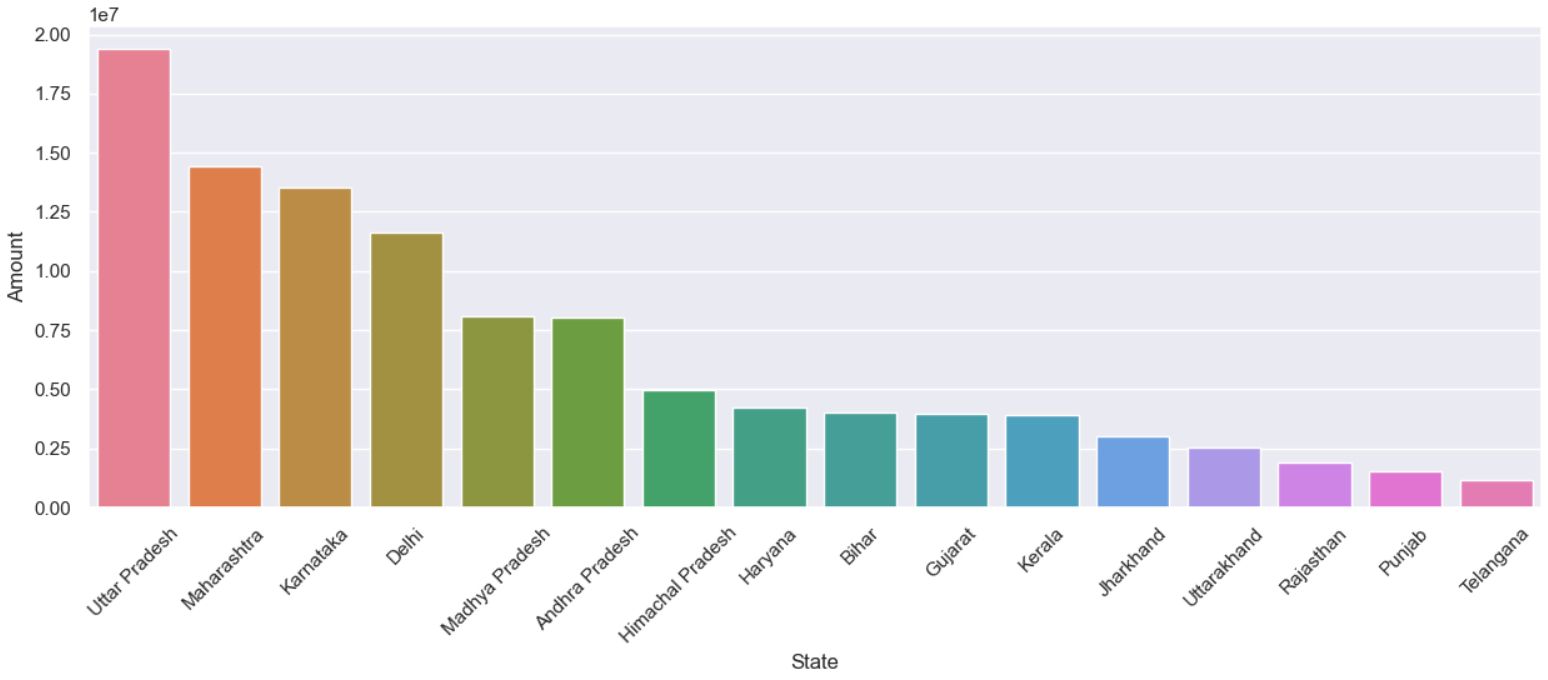 1e7
2.00
1.75
1.50
1.25
1.00
0.75
0.50
0.25
0.00
Amount
Uttar Pradesh
Maharashtra
Karnataka
Delhi
Madhya Pradesh
Andhra Pradesh
Himachal Pradesh
Haryana
Bihar
Gujarat
Kerala
Jharkhand
Uttarakhand
Rajasthan
Punjab
Telangana
State